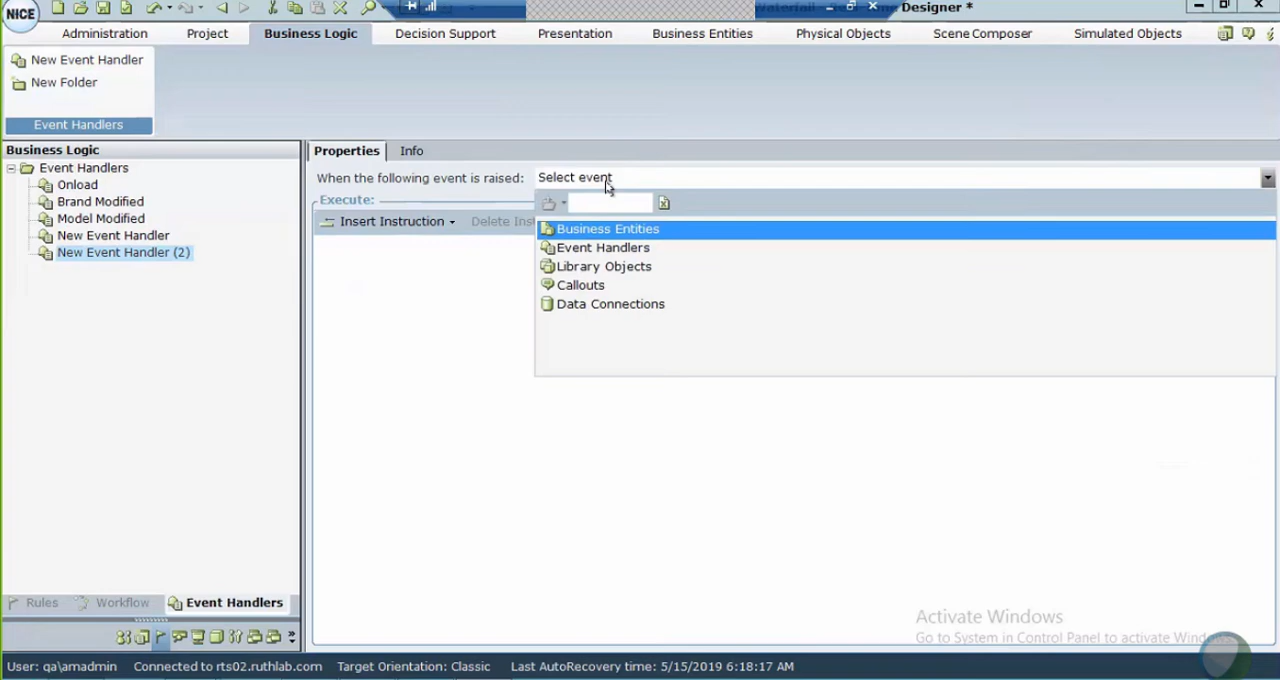 NICE
Designer *
Administration Project Business Logic Decision Support Presentation Business Entities Physical Objects Scene Composer Simulated Objects
New Event Handler
New Folder
Event Handlers
Business Logic
Event Handlers
Onload
Brand Modified
Model Modified
New Event Handler
New Event Handler (2)
Properties Info
When the following event is raised: Select event
Execute:
Insert Instruction Delete Ins
Business Entities
Event Handlers
Library Objects
Callouts
Data Connections
Activate Windows
Go to System in Control Panel to activate Windows
Rules Workflow Event Handlers
User: qa\amadmin Connected to rts02.ruthlab.com Target Orientation: Classic Last AutoRecovery time: 5/15/2019 6:18:17 AM